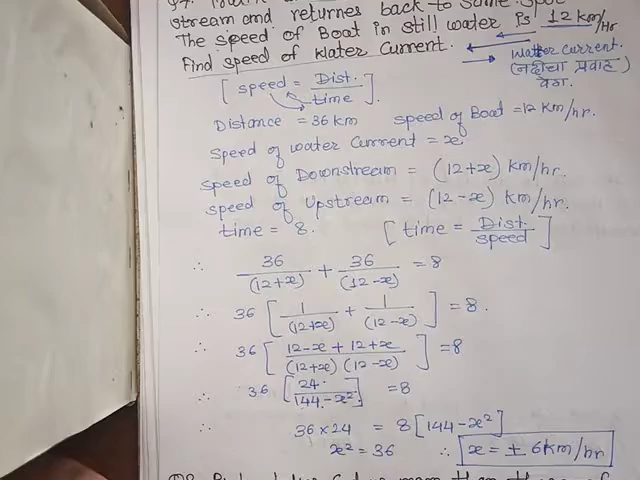 stream and returnes back to same spot
The speed of Boat in still water is 12 km/Hr
Find speed of Water Current.
water current.
(नदीचा प्रवाह)
वेग.
[ speed = Dist. / time ].
Distance = 36 km speed of Boat = 12 Km/hr.
speed of water current = x
speed of Downstream = (12+x) km/hr.
speed of Upstream = (12-x) km/hr.
time = 8. [ time = Dist. / speed ]
∴ 36/(12+x) + 36/(12-x) = 8
∴ 36 [ 1/(12+x) + 1/(12-x) ] = 8.
∴ 36 [ 12-x + 12+x / (12+x) (12-x) ] = 8
∴ 36 [ 24. / 144-x² ] = 8
∴ 36 × 24 = 8 [144-x²]
x² = 36 ∴ x = ± 6km/hr